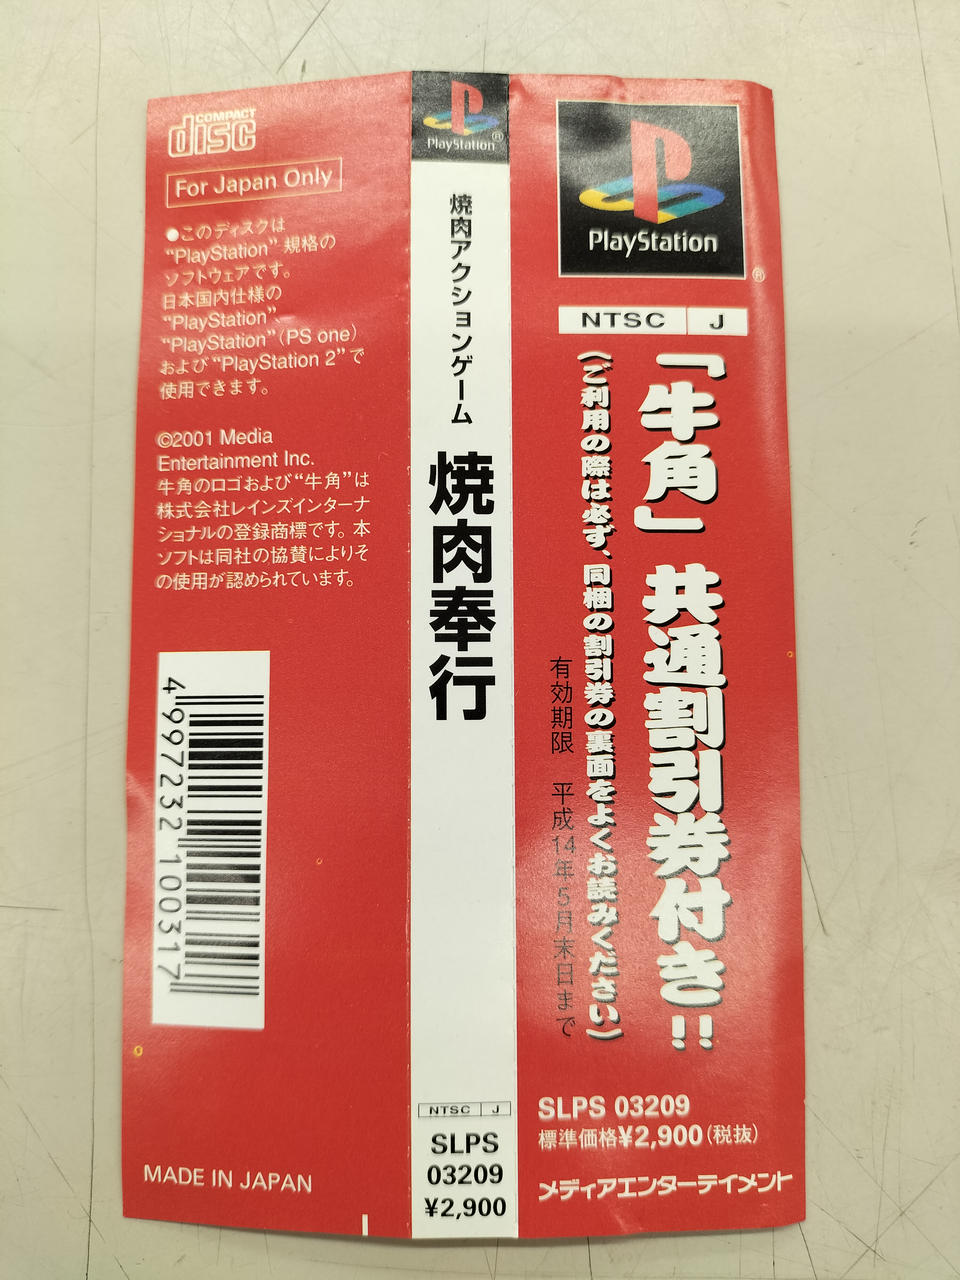 COMPACT
disc
For Japan Only
●このディスクは
“PlayStation”規格の
ソフトウェアです。
日本国内仕様の
“PlayStation”、
“PlayStation”(PS one)
および“PlayStation 2”で
使用できます。
©2001 Media
Entertainment Inc.
牛角のロゴおよび“牛角”は
株式会社レインズインターナ
ショナルの登録商標です。本
ソフトは同社の協賛によりそ
の使用が認められています。
4 997232 100317
MADE IN JAPAN
PlayStation®
焼肉アクションゲーム
焼肉奉行
NTSC J
SLPS
03209
¥2,900
PlayStation
®
NTSC J
「牛角」共通割引券付き!!
(ご利用の際は必ず、同梱の割引券の裏面をよくお読みください)
有効期限 平成14年5月末日まで
SLPS 03209
標準価格¥2,900(税抜)
メディアエンターテイメント